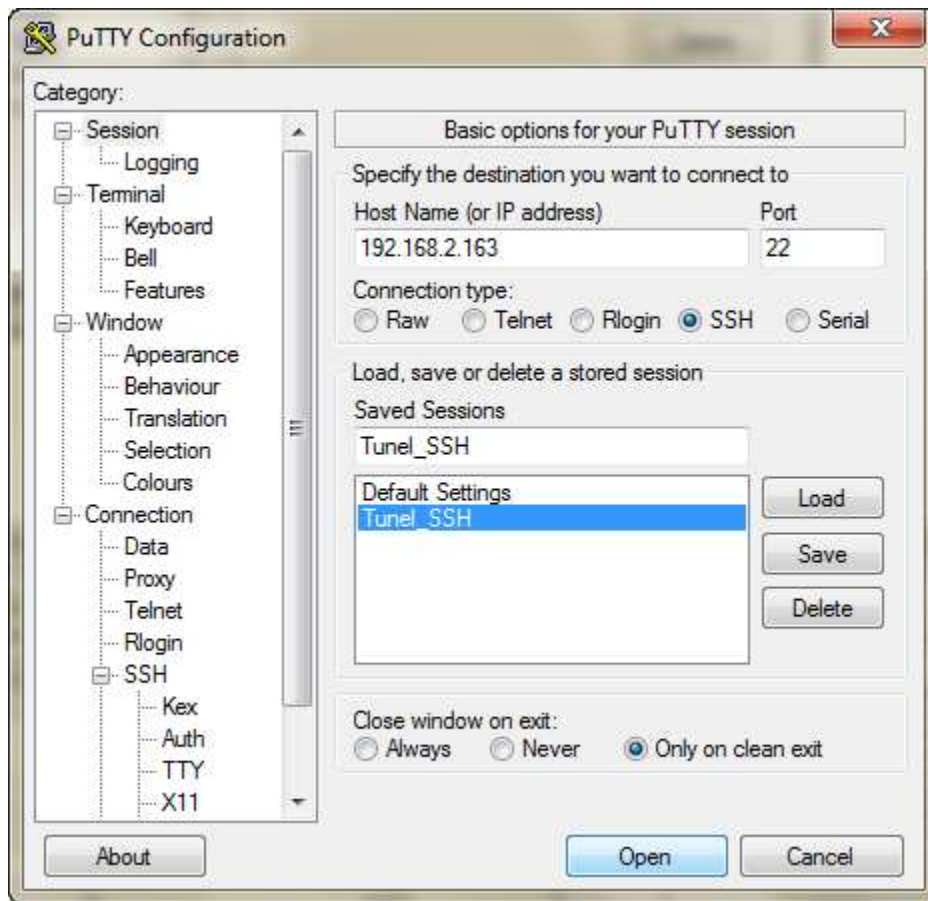 PuTTY Configuration
Category:
Session
Logging
Terminal
Keyboard
Bell
Features
Window
Appearance
Behaviour
Translation
Selection
Colours
Connection
Data
Proxy
Telnet
Rlogin
SSH
Kex
Auth
TTY
X11
Basic options for your PuTTY session
Specify the destination you want to connect to
Host Name (or IP address) Port
192.168.2.163 22
Connection type:
Raw Telnet Rlogin SSH Serial
Load, save or delete a stored session
Saved Sessions
Tunel_SSH
Default Settings
Tunel_SSH
Load
Save
Delete
Close window on exit:
Always Never Only on clean exit
About Open Cancel